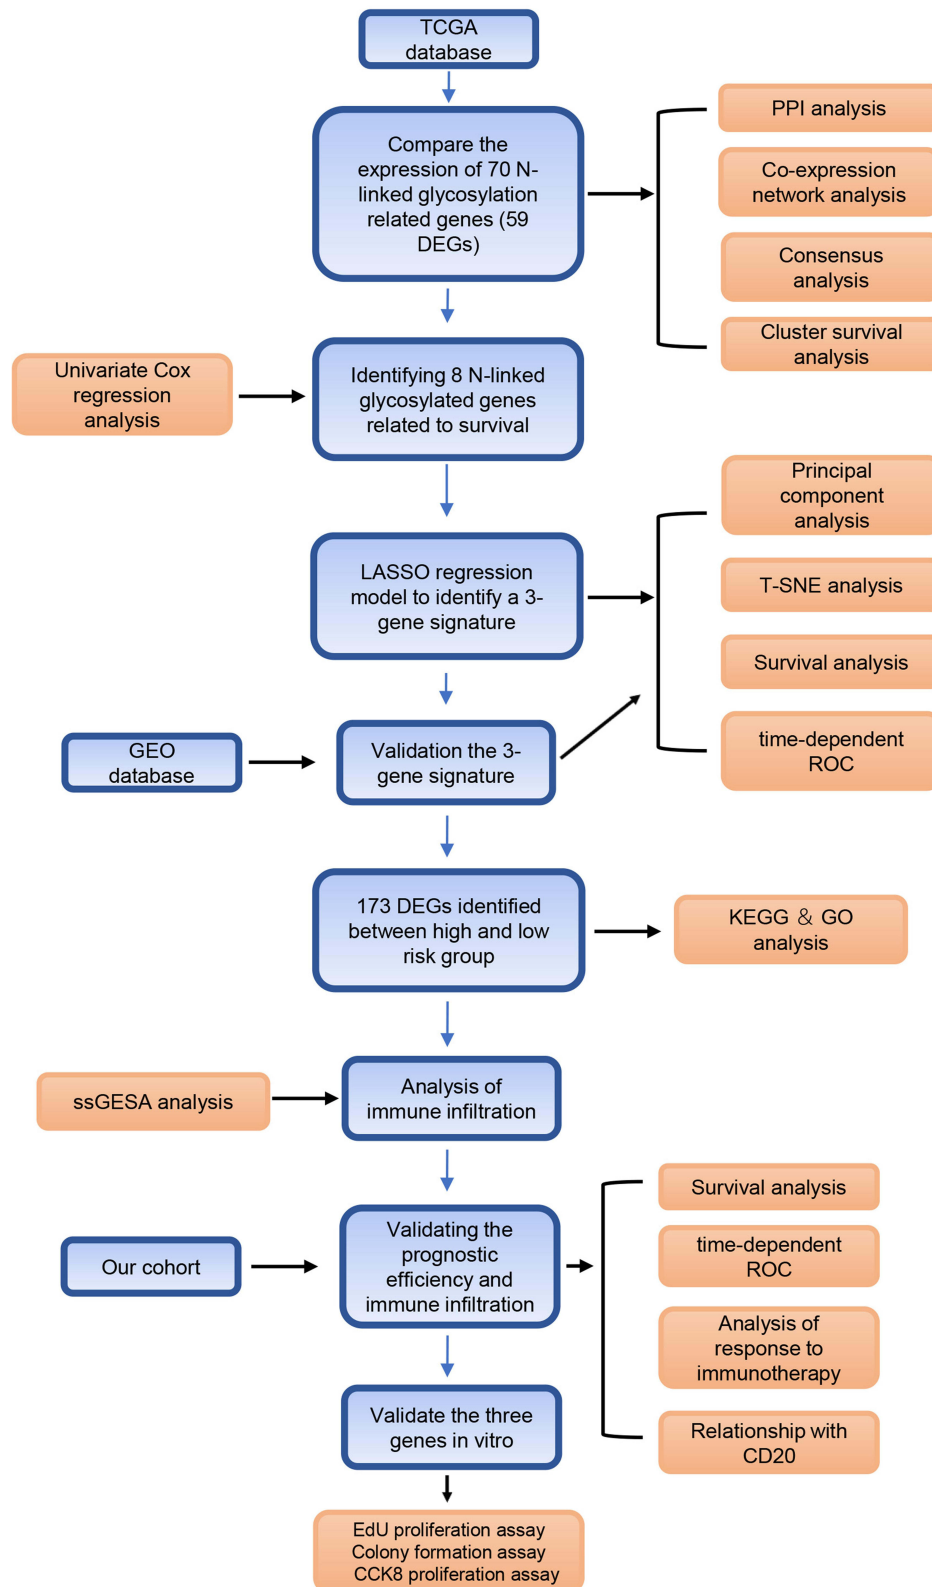 TCGA
database
Compare the
expression of 70 N-
linked glycosylation
related genes (59
DEGs)
PPI analysis
Co-expression
network analysis
Consensus
analysis
Cluster survival
analysis
Univariate Cox
regression
analysis
Identifying 8 N-linked
glycosylated genes
related to survival
LASSO regression
model to identify a 3-
gene signature
Principal
component
analysis
T-SNE analysis
Survival analysis
time-dependent
ROC
GEO
database
Validation the 3-
gene signature
173 DEGs identified
between high and low
risk group
KEGG & GO
analysis
ssGESA analysis
Analysis of
immune infiltration
Our cohort
Validating the
prognostic
efficiency and
immune infiltration
Survival analysis
time-dependent
ROC
Analysis of
response to
immunotherapy
Relationship with
CD20
Validate the three
genes in vitro
EdU proliferation assay
Colony formation assay
CCK8 proliferation assay